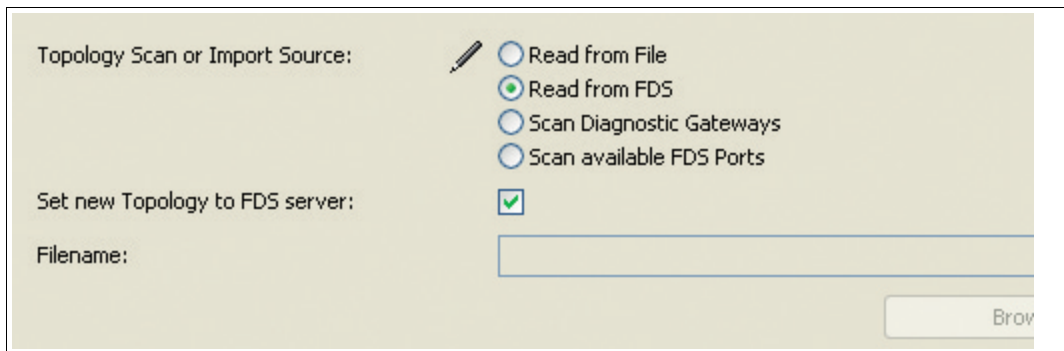 Topology Scan or Import Source:
Read from File
Read from FDS
Scan Diagnostic Gateways
Scan available FDS Ports
Set new Topology to FDS server:
Filename: